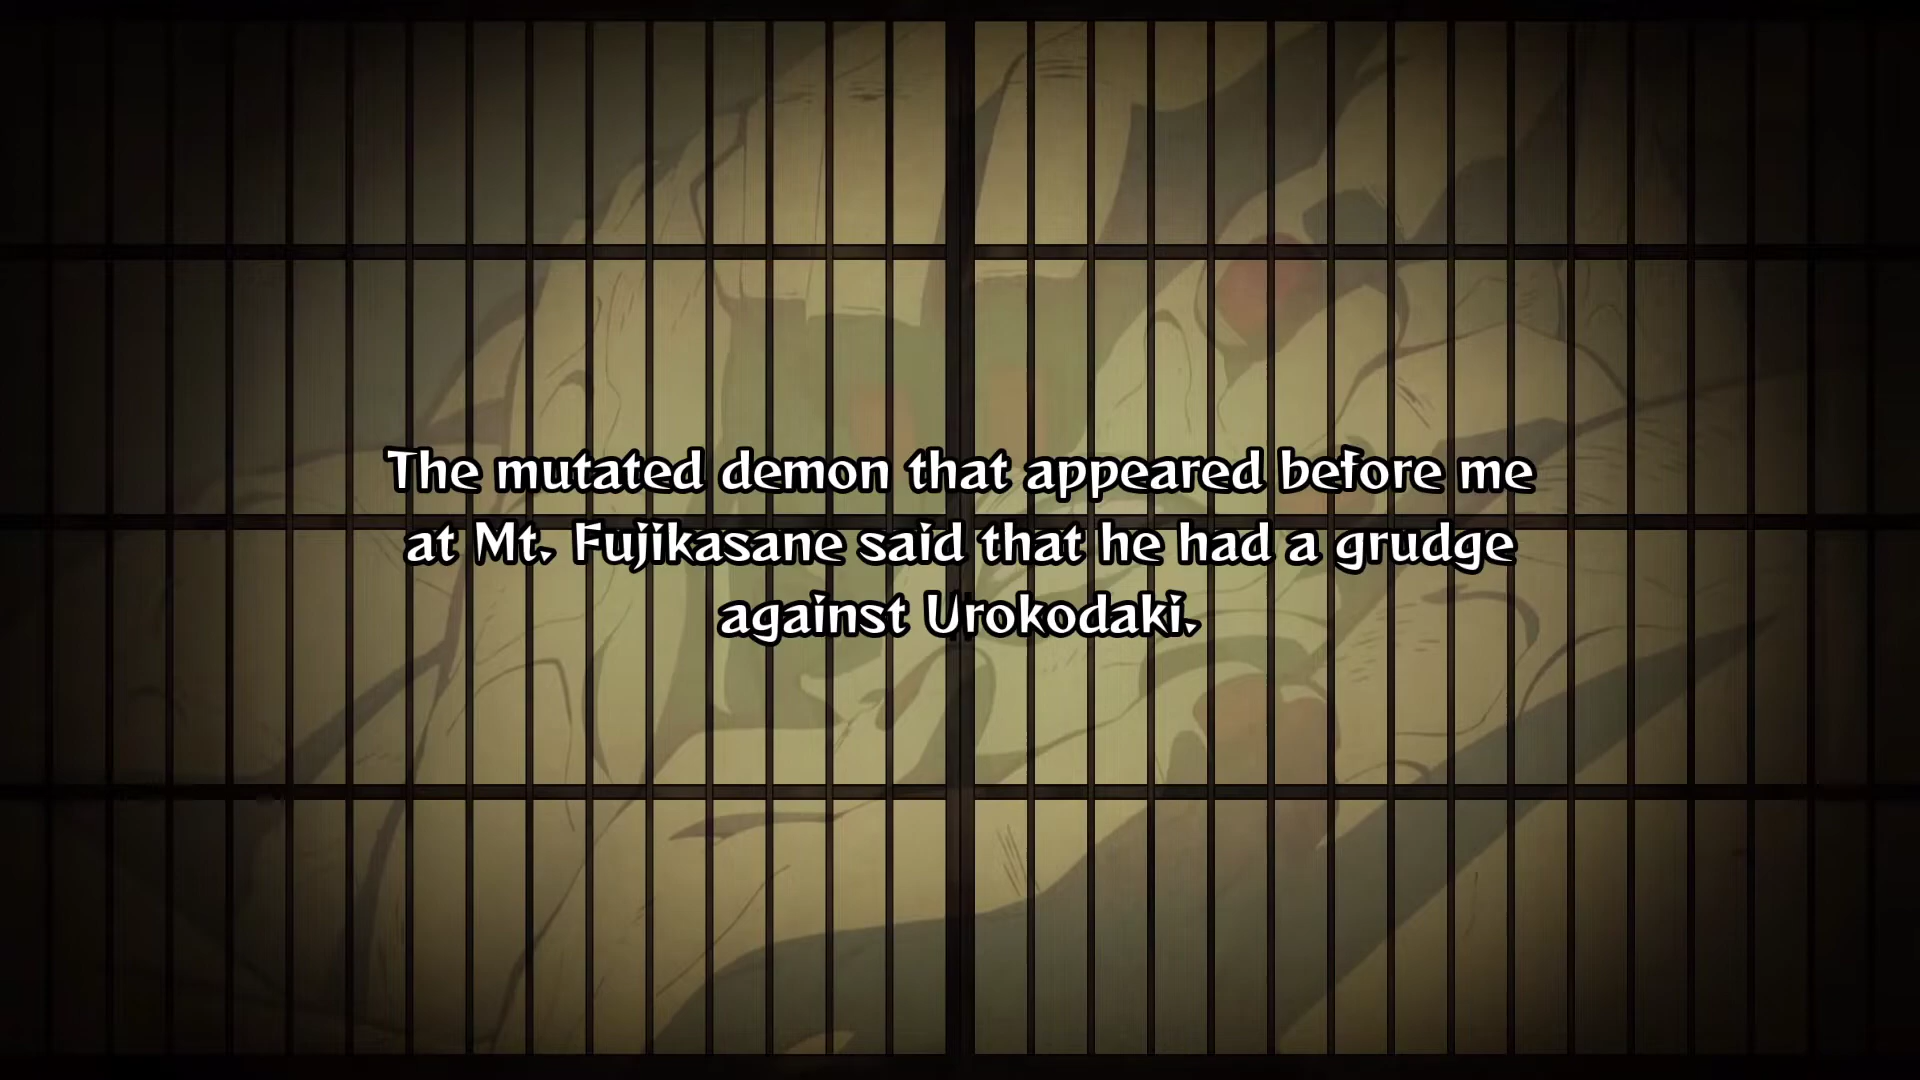 The mutated demon that appeared before me
at Mt. Fujikasane said that he had a grudge
against Urokodaki.